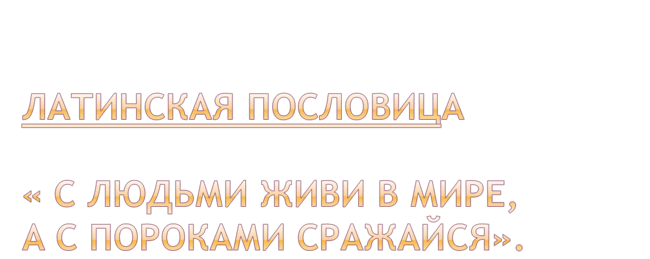 ЛАТИНСКАЯ ПОСЛОВИЦА
« С ЛЮДЬМИ ЖИВИ В МИРЕ,
А С ПОРОКАМИ СРАЖАЙСЯ».